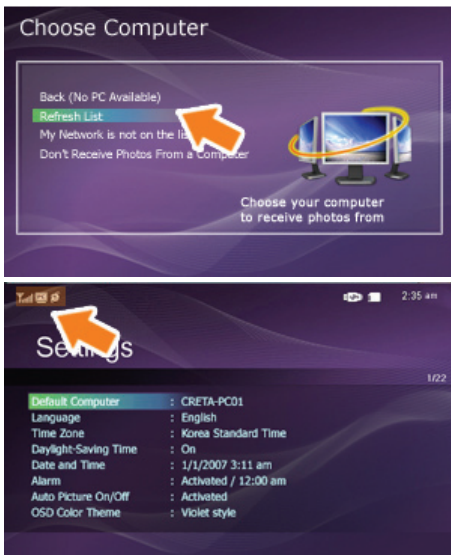 Choose Computer
Back (No PC Available)
Refresh List
My Network is not on the
Don't Receive Photos From a Computer
Choose your computer
to receive photos from
2:35 am
Settings
1/22
Default Computer : CRETA-PC01
Language : English
Time Zone : Korea Standard Time
Daylight-Saving Time : On
Date and Time : 1/1/2007 3:11 am
Alarm : Activated / 12:00 am
Auto Picture On/Off : Activated
OSD Color Theme : Violet style